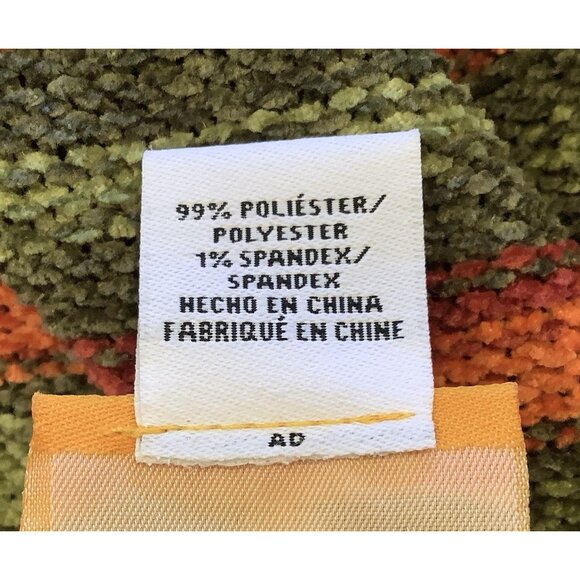 99% POLIÉSTER/
POLYESTER
1% SPANDEX/
SPANDEX
HECHO EN CHINA
FABRIQUÉ EN CHINE
AD